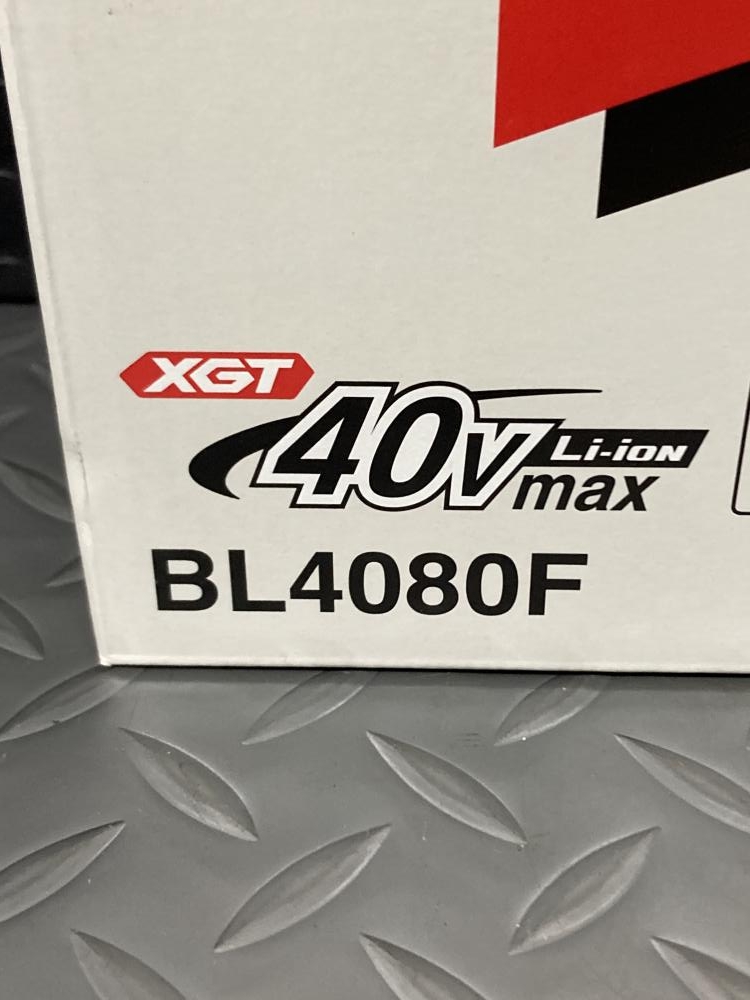 XGT
40V Li-ion
max
BL4080F